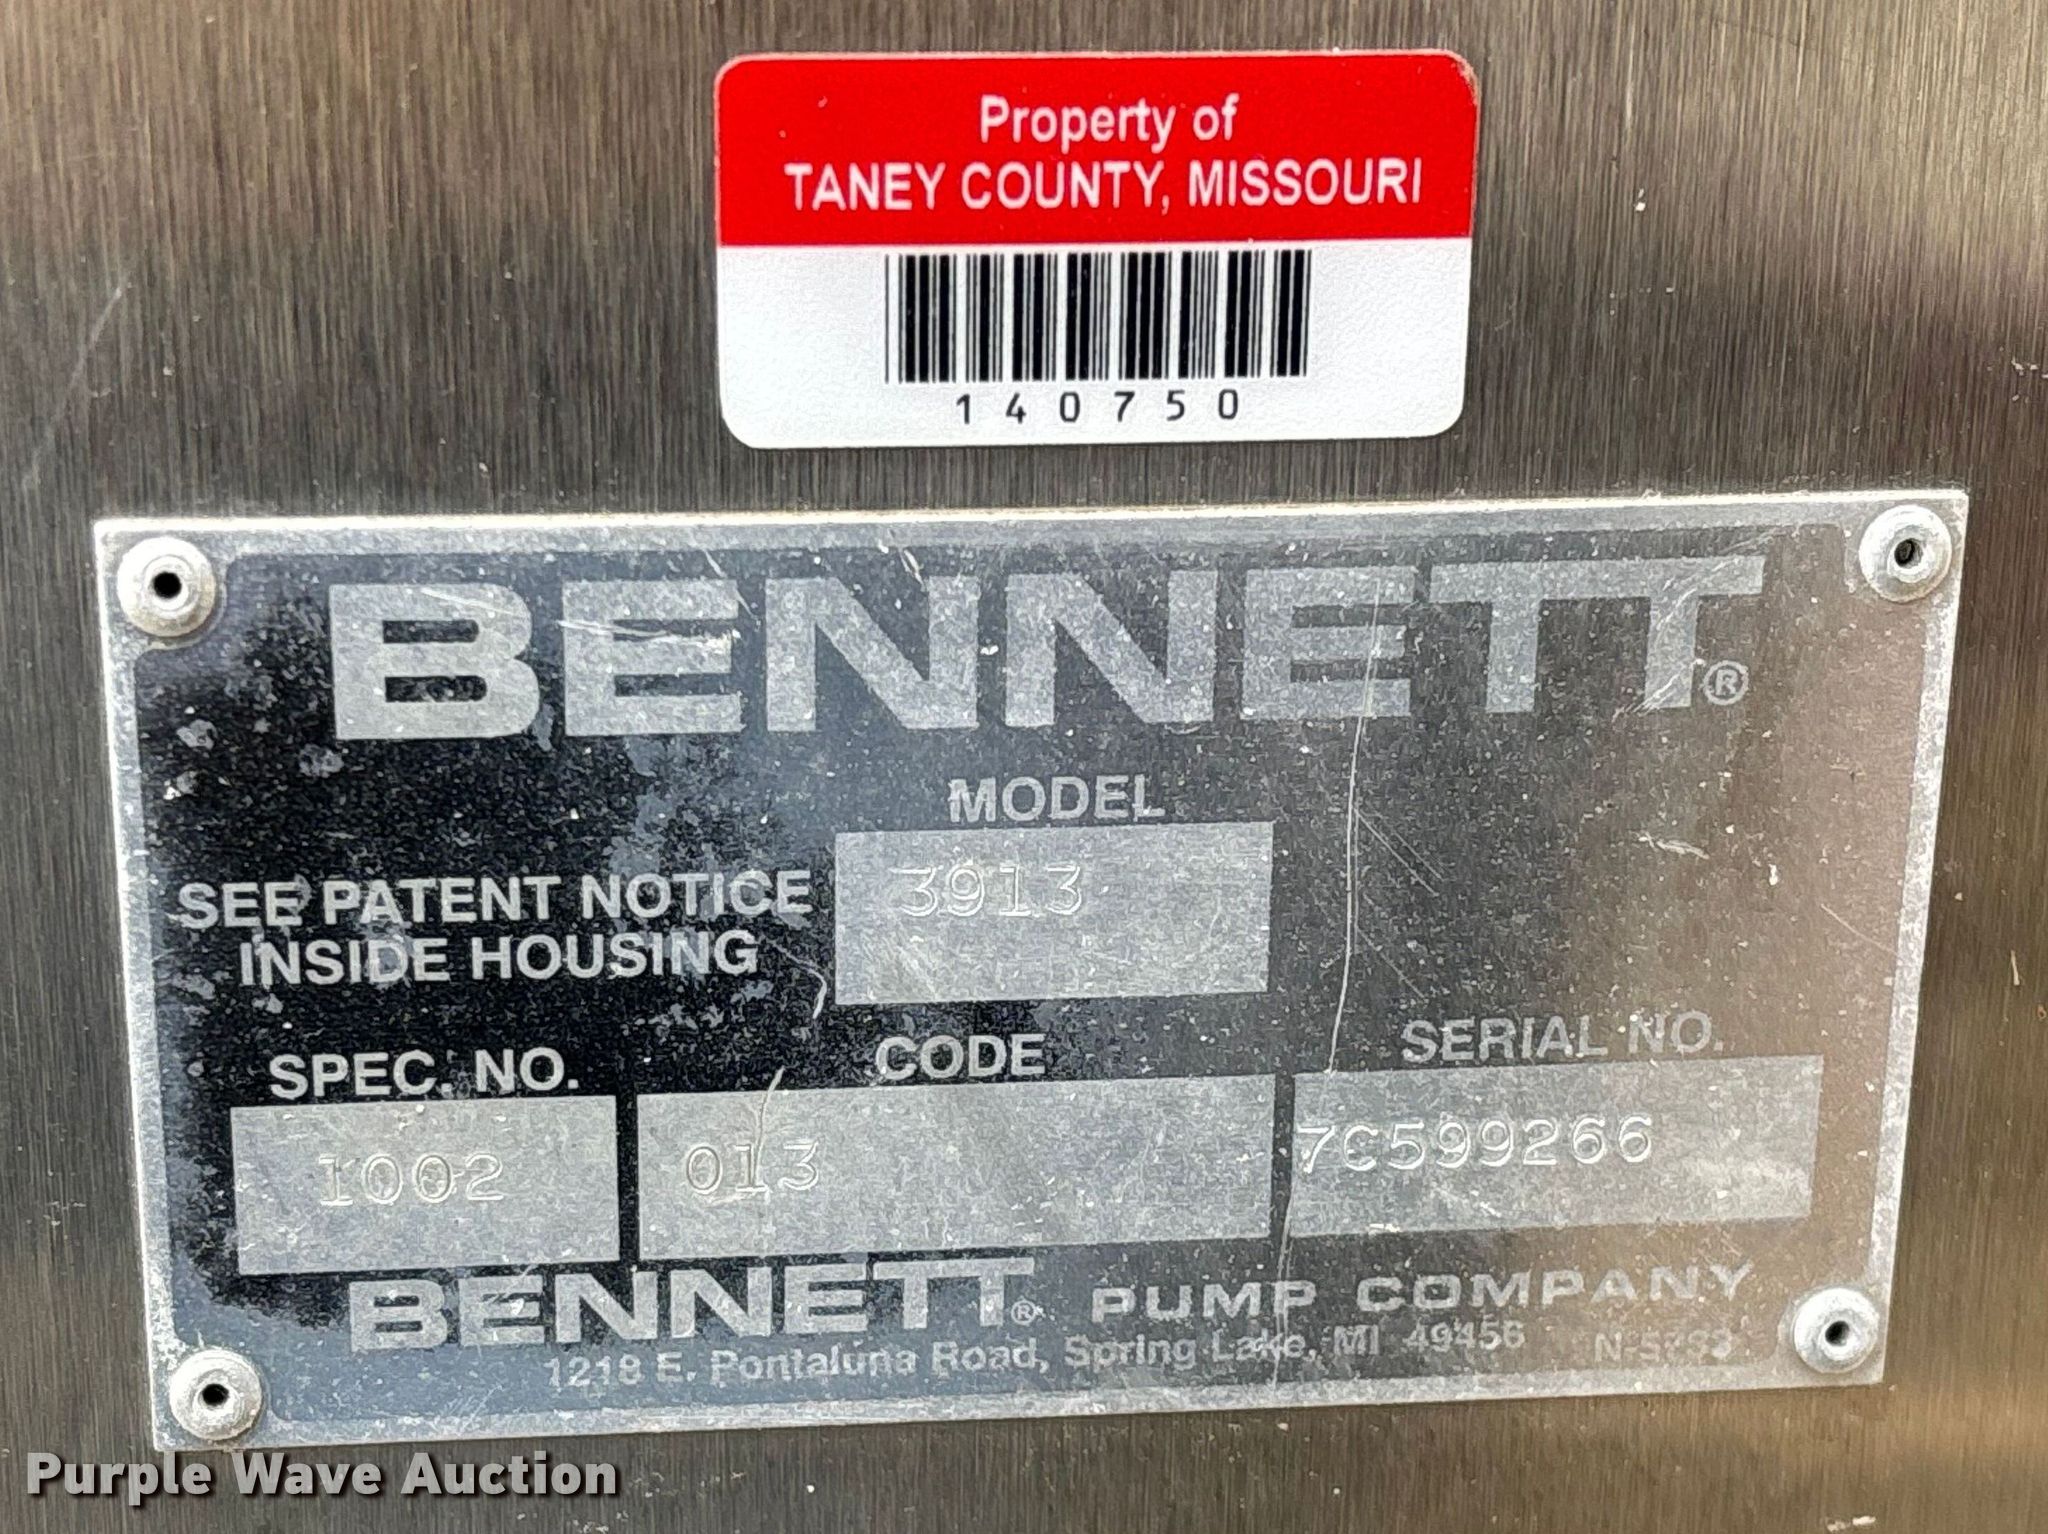 Property of
TANEY COUNTY, MISSOURI
140750
BENNETT®
MODEL
SEE PATENT NOTICE
INSIDE HOUSING
3913
SPEC. NO.
CODE
SERIAL NO.
1002
013
7C599266
BENNETT® PUMP COMPANY
1218 E. Pontaluna Road, Spring Lake, MI 49456
Purple Wave Auction